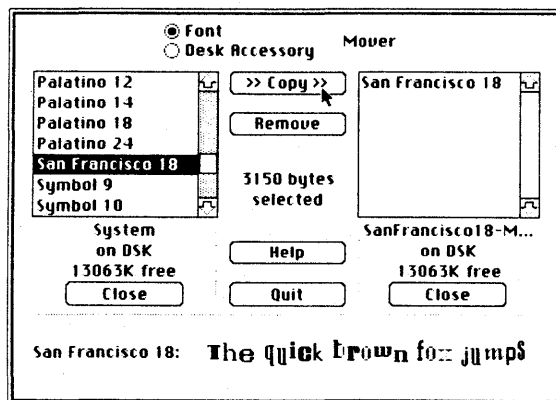 Font
Desk Accessory
Mover
Palatino 12
Palatino 14
Palatino 18
Palatino 24
San Francisco 18
Symbol 9
Symbol 10
System
on DSK
13063K free
Close
>> Copy >>
Remove
3150 bytes
selected
Help
Quit
San Francisco 18
SanFrancisco18-M...
on DSK
13063K free
Close
San Francisco 18: The quick brown fox jumps